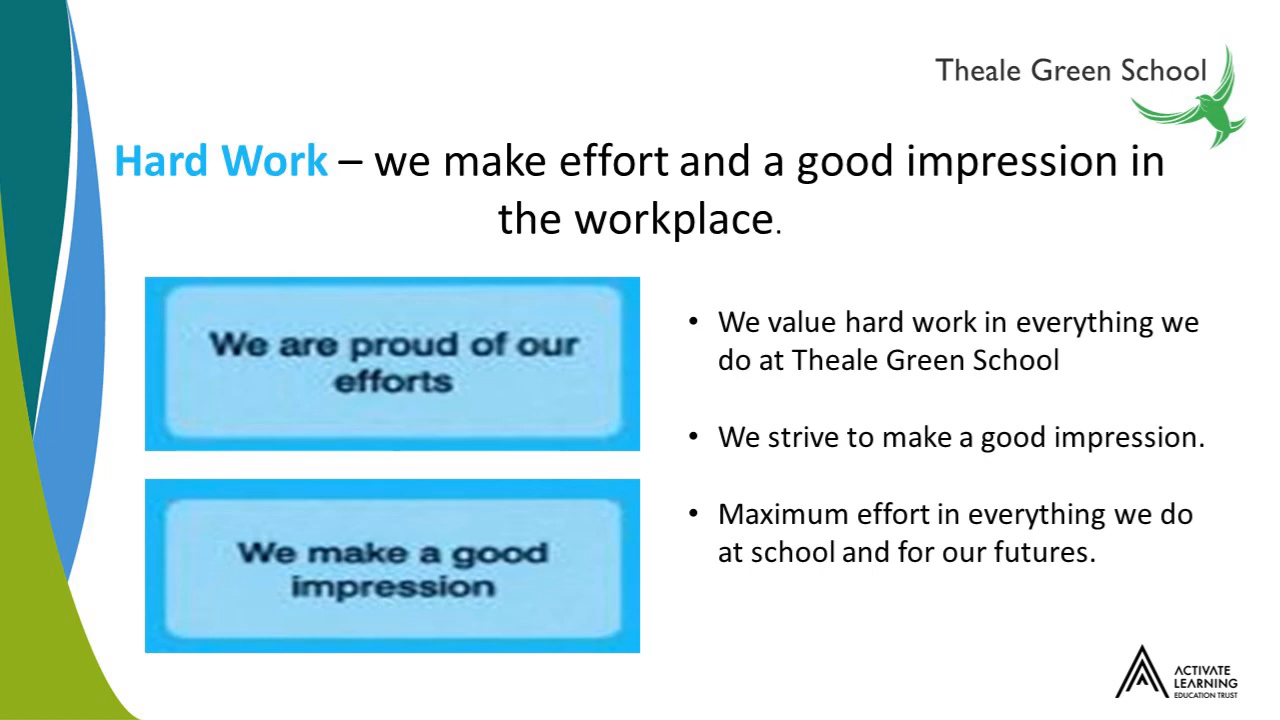 Theale Green School
Hard Work – we make effort and a good impression in
the workplace.
We are proud of our
efforts
We make a good
impression
• We value hard work in everything we
do at Theale Green School
• We strive to make a good impression.
• Maximum effort in everything we do
at school and for our futures.
ACTIVATE
LEARNING
EDUCATION TRUST